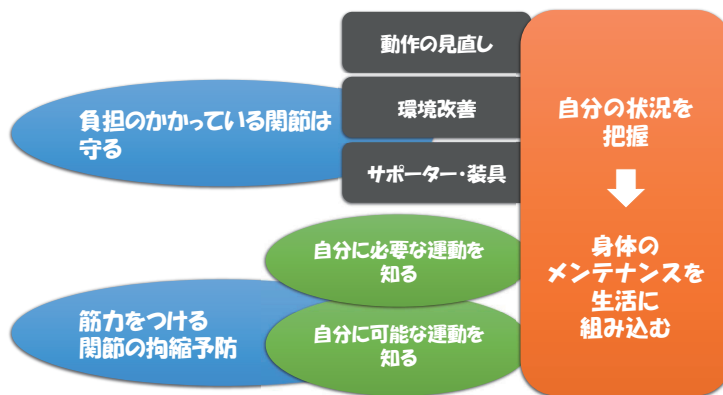 動作の見直し
負担のかかっている関節は
守る
環境改善
サポーター・装具
自分に必要な運動を
知る
筋力をつける
関節の拘縮予防
自分に可能な運動を
知る
自分の状況を
把握
身体の
メンテナンスを
生活に
組み込む